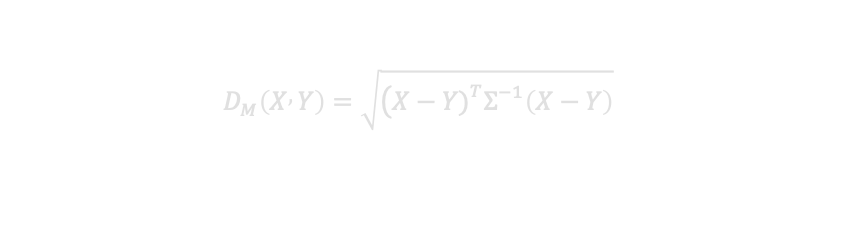 D_M(X,Y) = √((X − Y)^T Σ^−1 (X − Y))